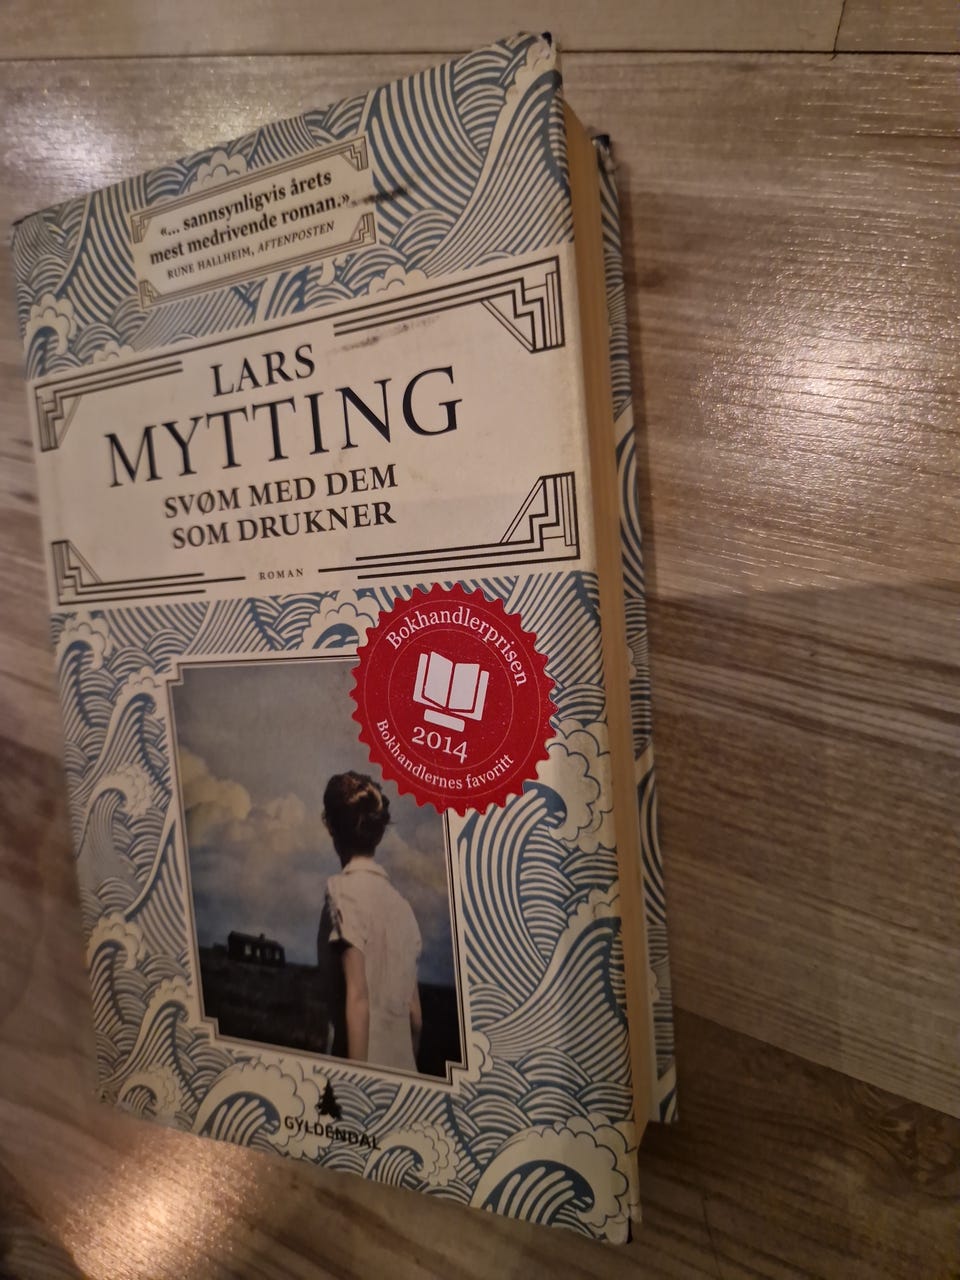 «... sannsynligvis årets
mest medrivende roman.»
RUNE HALLHEIM, AFTENPOSTEN
LARS
MYTTING
SVØM MED DEM
SOM DRUKNER
ROMAN
Bokhandlerprisen
2014
Bokhandlernes favoritt
GYLDENDAL